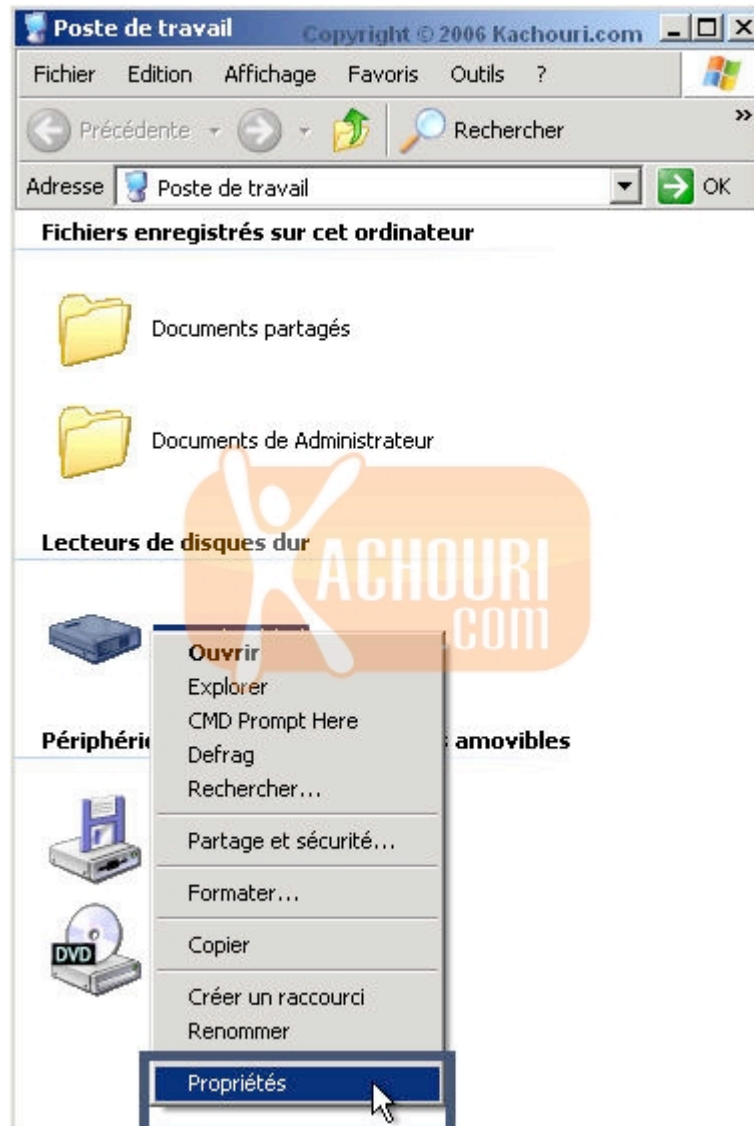 Poste de travail Copyright © 2006 Kachouri.com
Fichier Edition Affichage Favoris Outils ?
Précédente Rechercher »
Adresse Poste de travail OK
Fichiers enregistrés sur cet ordinateur
Documents partagés
Documents de Administrateur
Lecteurs de disques dur
KACHOURI
.com
Ouvrir
Explorer
CMD Prompt Here
amovibles
Defrag
Rechercher...
Partage et sécurité...
Formater...
Copier
DVD
Créer un raccourci
Renommer
Propriétés